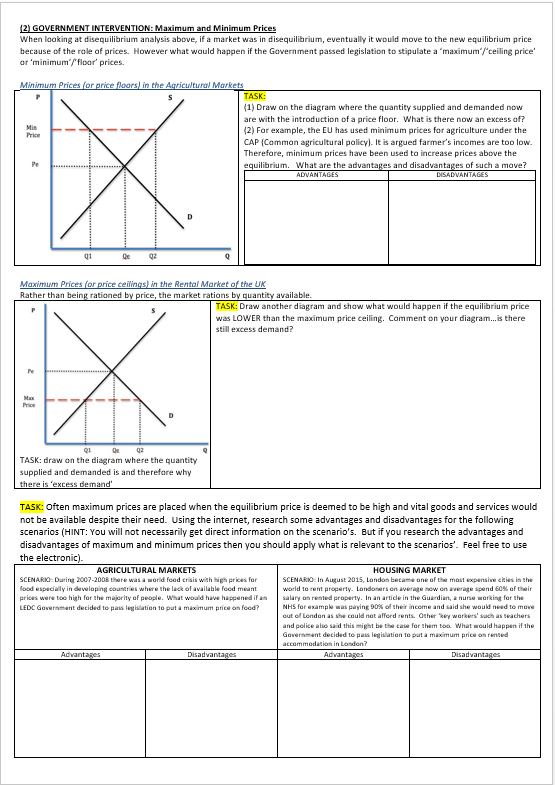 (2) GOVERNMENT INTERVENTION: Maximum and Minimum Prices
When looking at disequilibrium analysis above, if a market was in disequilibrium, eventually it would move to the new equilibrium price
because of the role of prices. However what would happen if the Government passed legislation to stipulate a 'maximum'/'ceiling price'
or 'minimum'/'floor' prices.
Minimum Prices (or price floors) in the Agricultural Markets
P
S
Min
Price
Pe
D
Q1
Qe
Q2
Q
TASK:
(1) Draw on the diagram where the quantity supplied and demanded now
are with the introduction of a price floor. What is there now an excess of?
(2) For example, the EU has used minimum prices for agriculture under the
CAP (Common agricultural policy). It is argued farmer's incomes are too low.
Therefore, minimum prices have been used to increase prices above the
equilibrium. What are the advantages and disadvantages of such a move?
ADVANTAGES
DISADVANTAGES
Maximum Prices (or price ceilings) in the Rental Market of the UK
Rather than being rationed by price, the market rations by quantity available.
P
S
Pe
Max
Price
D
Q1
Qe
Q2
Q
TASK: draw on the diagram where the quantity
supplied and demanded is and therefore why
there is 'excess demand'
TASK: Draw another diagram and show what would happen if the equilibrium price
was LOWER than the maximum price ceiling. Comment on your diagram…is there
still excess demand?
TASK: Often maximum prices are placed when the equilibrium price is deemed to be high and vital goods and services would
not be available despite their need. Using the internet, research some advantages and disadvantages for the following
scenarios (HINT: You will not necessarily get direct information on the scenario's. But if you research the advantages and
disadvantages of maximum and minimum prices then you should apply what is relevant to the scenarios'. Feel free to use
the electronic).
AGRICULTURAL MARKETS
SCENARIO: During 2007-2008 there was a world food crisis with high prices for
food especially in developing countries where the lack of available food meant
prices were too high for the majority of people. What would have happened if an
LEDC Government decided to pass legislation to put a maximum price on food?
HOUSING MARKET
SCENARIO: In August 2015, London became one of the most expensive cities in the
world to rent property. Londoners on average now on average spend 60% of their
salary on rented property. In an article in the Guardian, a nurse working for the
NHS for example was paying 90% of their income and said she would need to move
out of London as she could not afford rents. Other 'key workers' such as teachers
and police also said this might be the case for them too. What would happen if the
Government decided to pass legislation to put a maximum price on rented
accommodation in London?
Advantages
Disadvantages
Advantages
Disadvantages